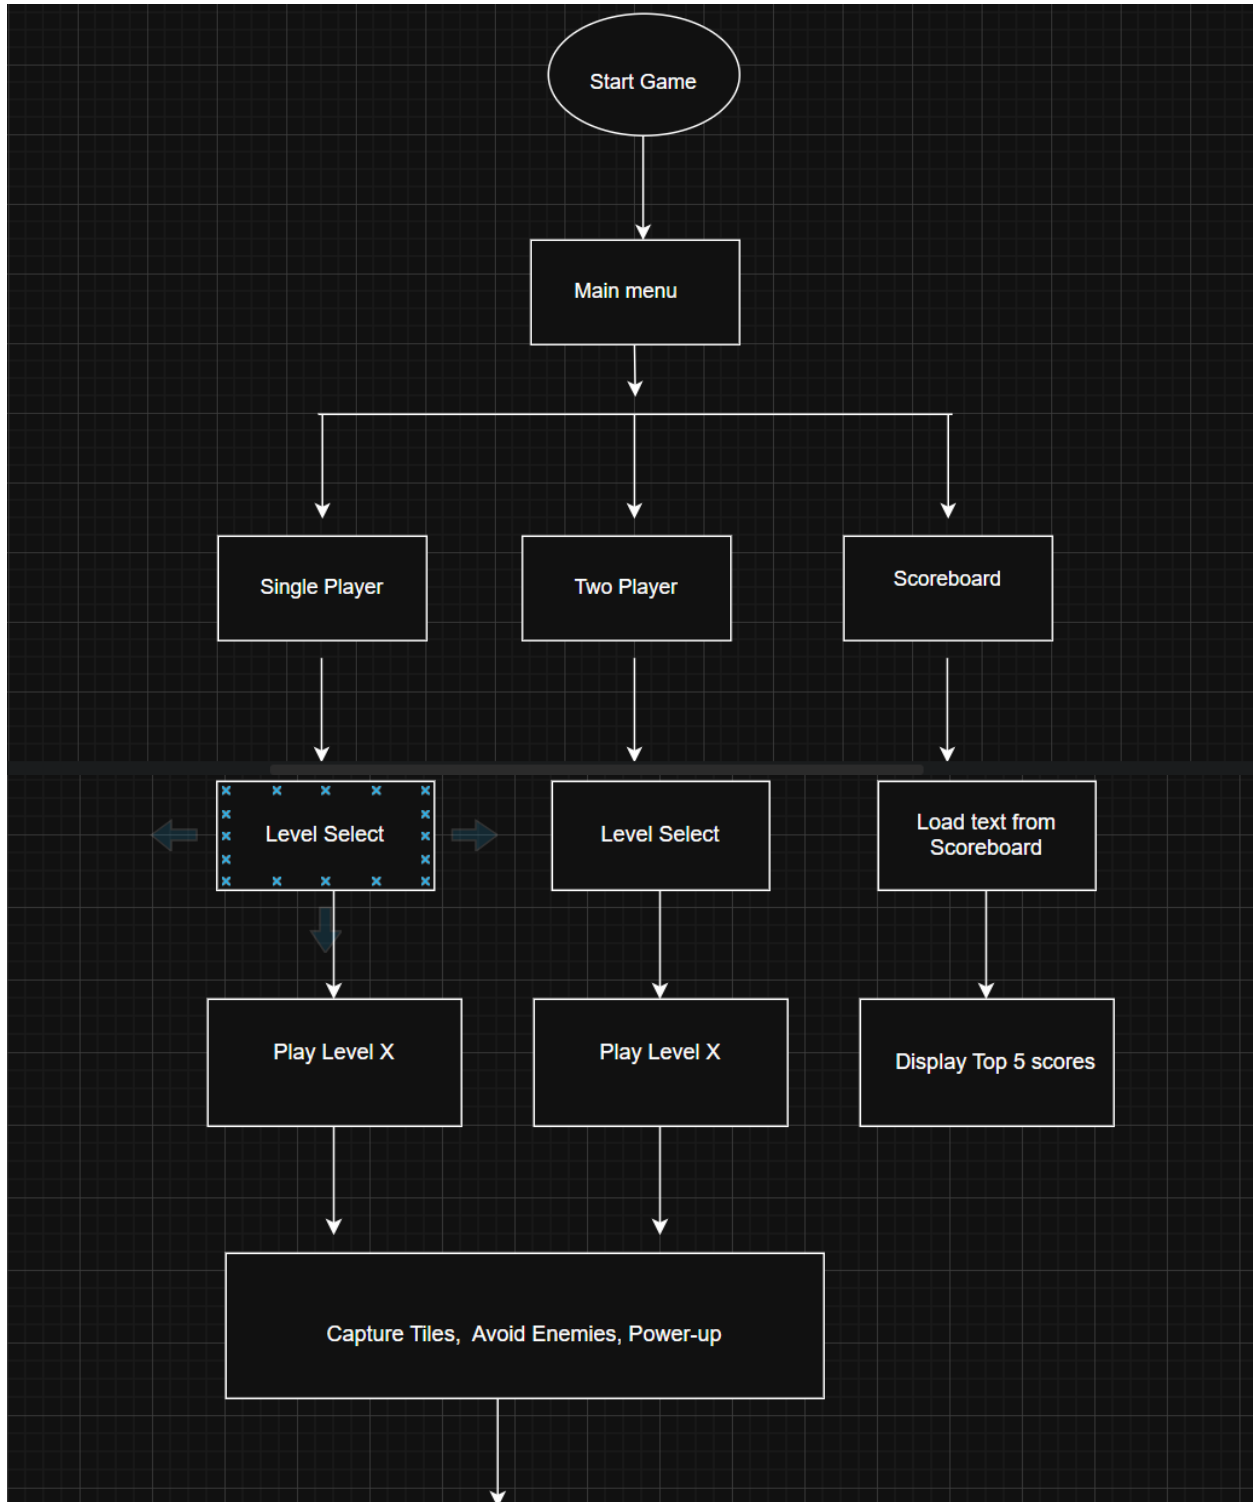 Start Game
Main menu
Single Player
Two Player
Scoreboard
Level Select
Level Select
Load text from
Scoreboard
Play Level X
Play Level X
Display Top 5 scores
Capture Tiles,  Avoid Enemies, Power-up